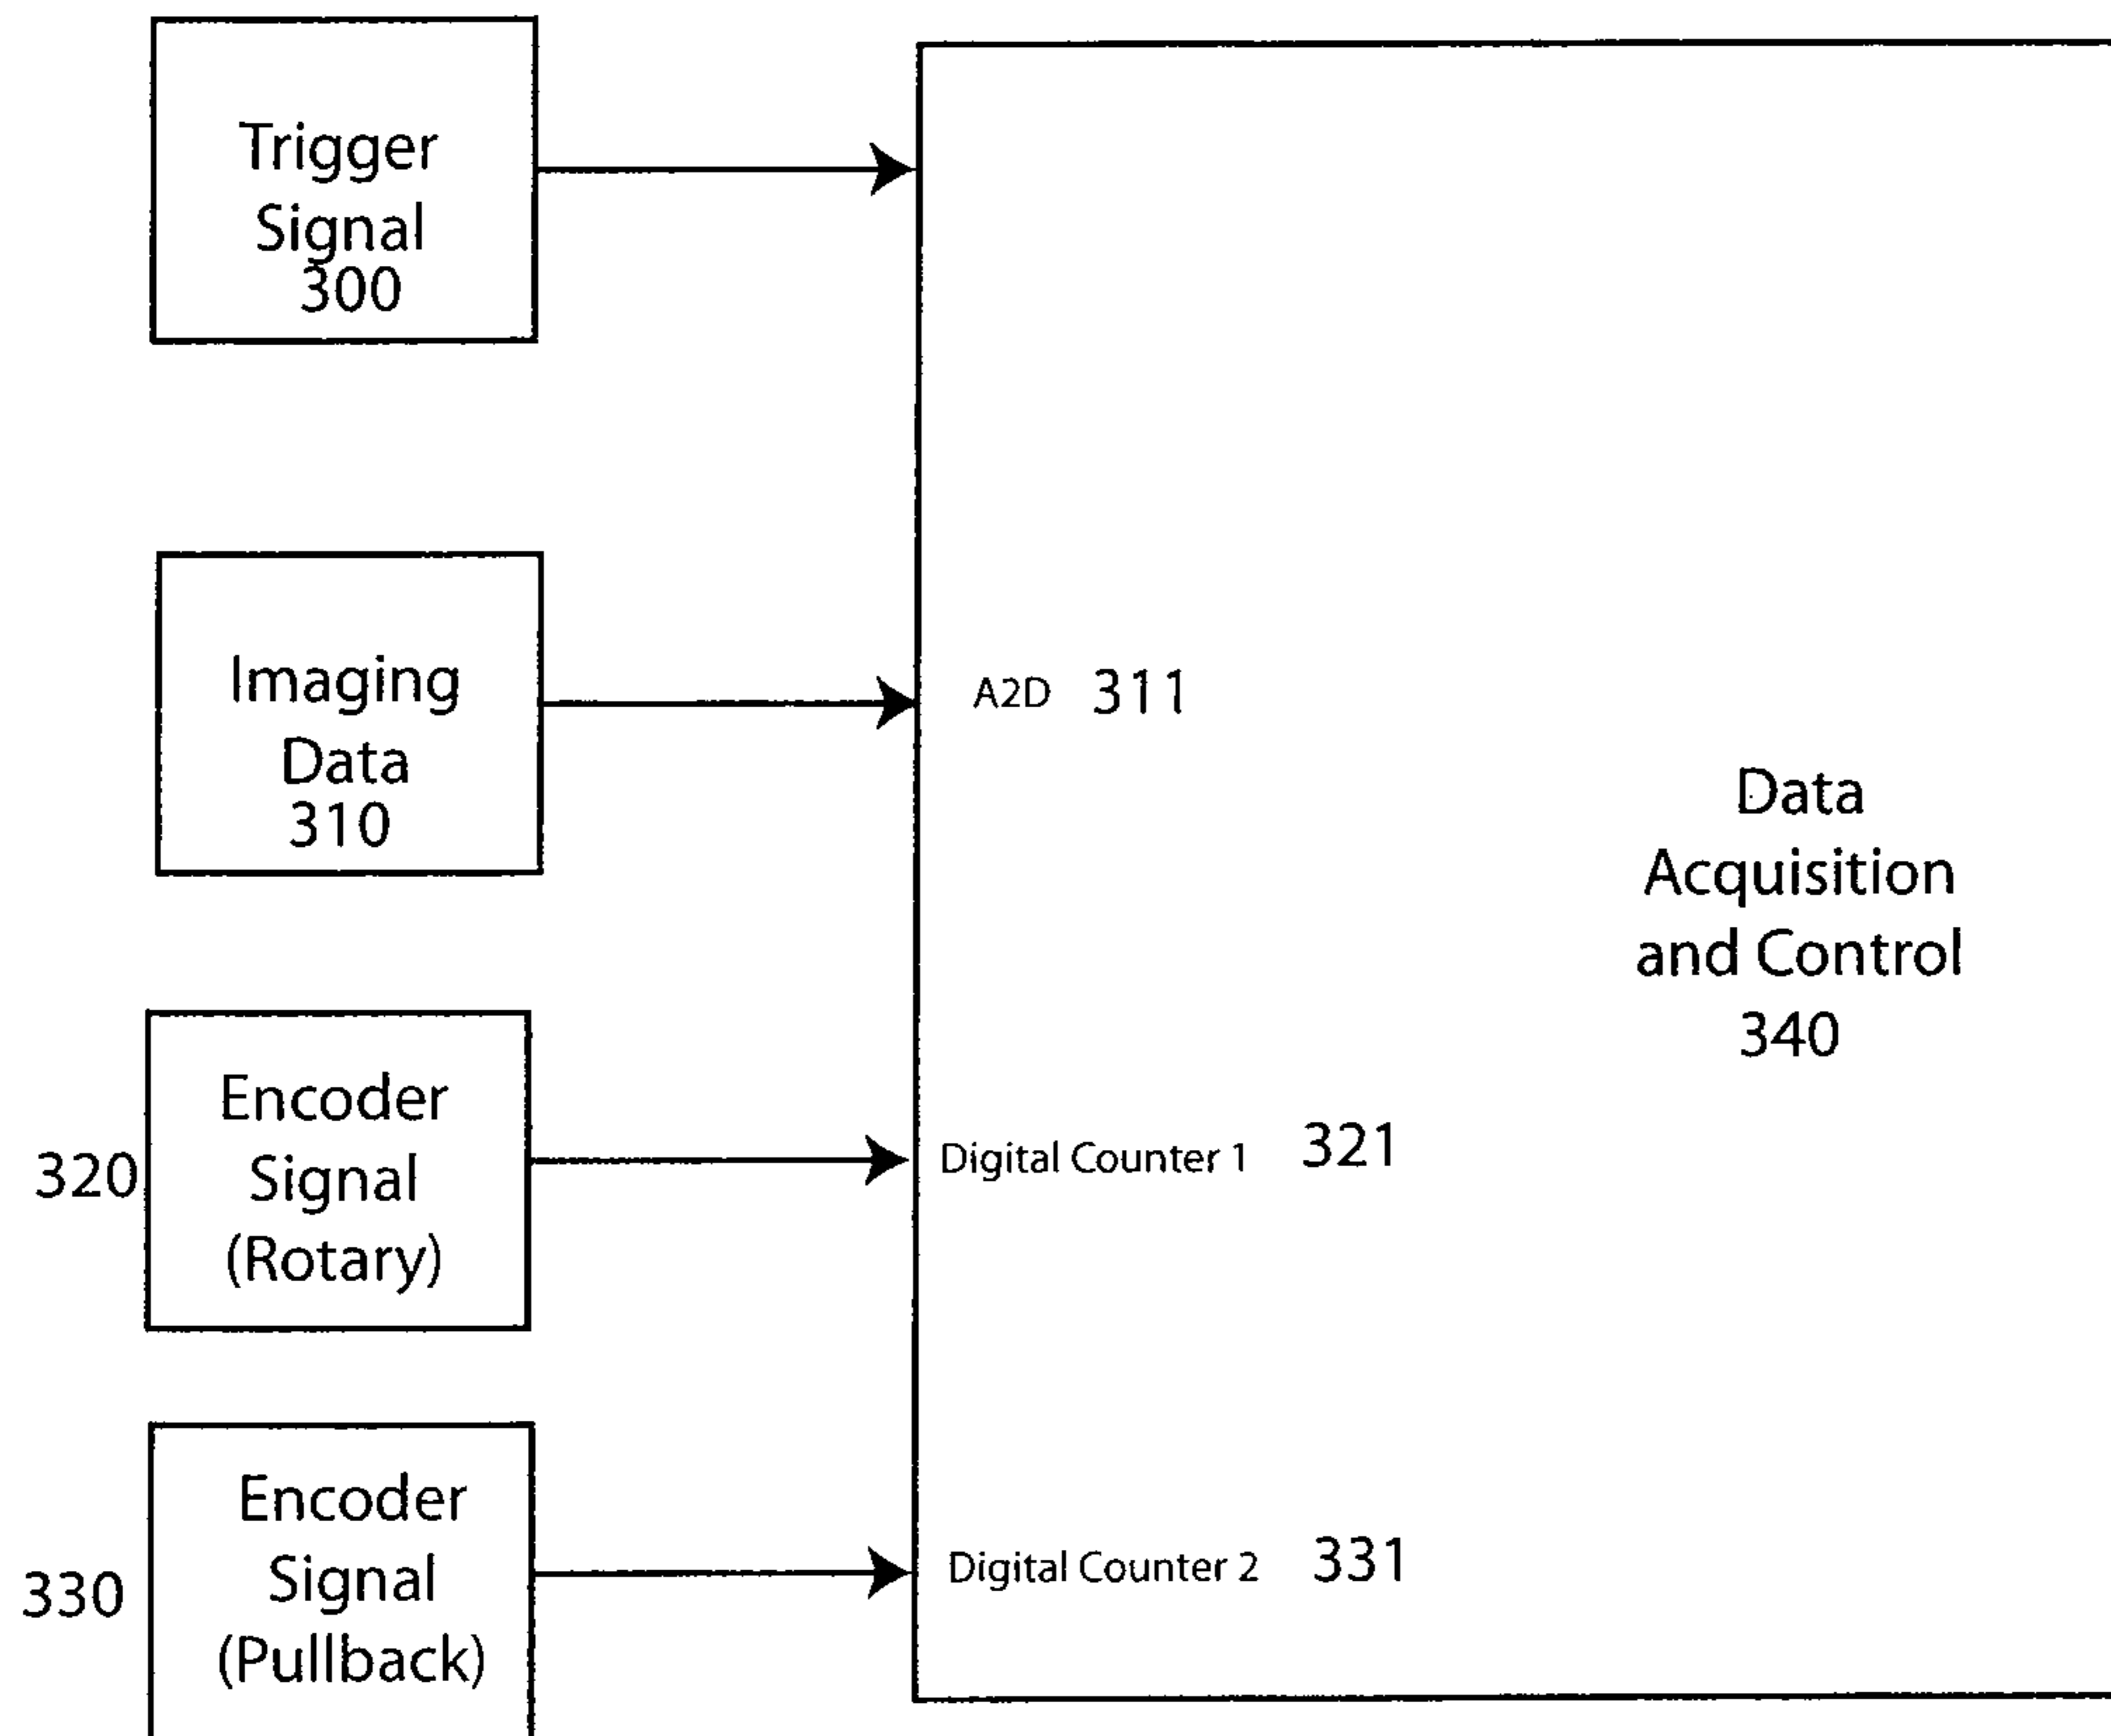 Trigger
Signal
300
Imaging
Data
310
A2D 311
Data
Acquisition
and Control
340
320
Encoder
Signal
(Rotary)
Digital Counter 1 321
330
Encoder
Signal
(Pullback)
Digital Counter 2 331